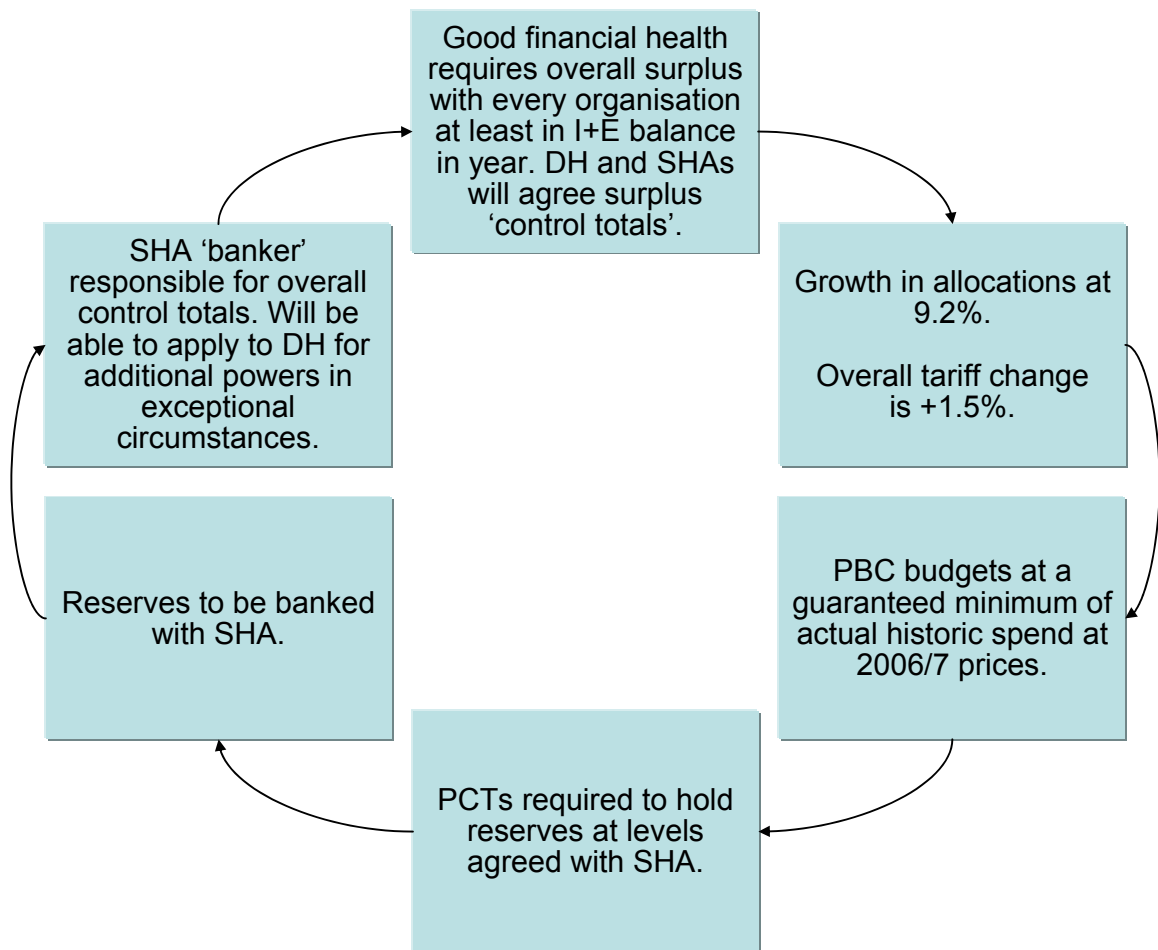 Good financial health
requires overall surplus
with every organisation
at least in I+E balance
in year. DH and SHAs
will agree surplus
‘control totals’.
Growth in allocations at
9.2%.
Overall tariff change
is +1.5%.
PBC budgets at a
guaranteed minimum of
actual historic spend at
2006/7 prices.
PCTs required to hold
reserves at levels
agreed with SHA.
Reserves to be banked
with SHA.
SHA ‘banker’
responsible for overall
control totals. Will be
able to apply to DH for
additional powers in
exceptional
circumstances.